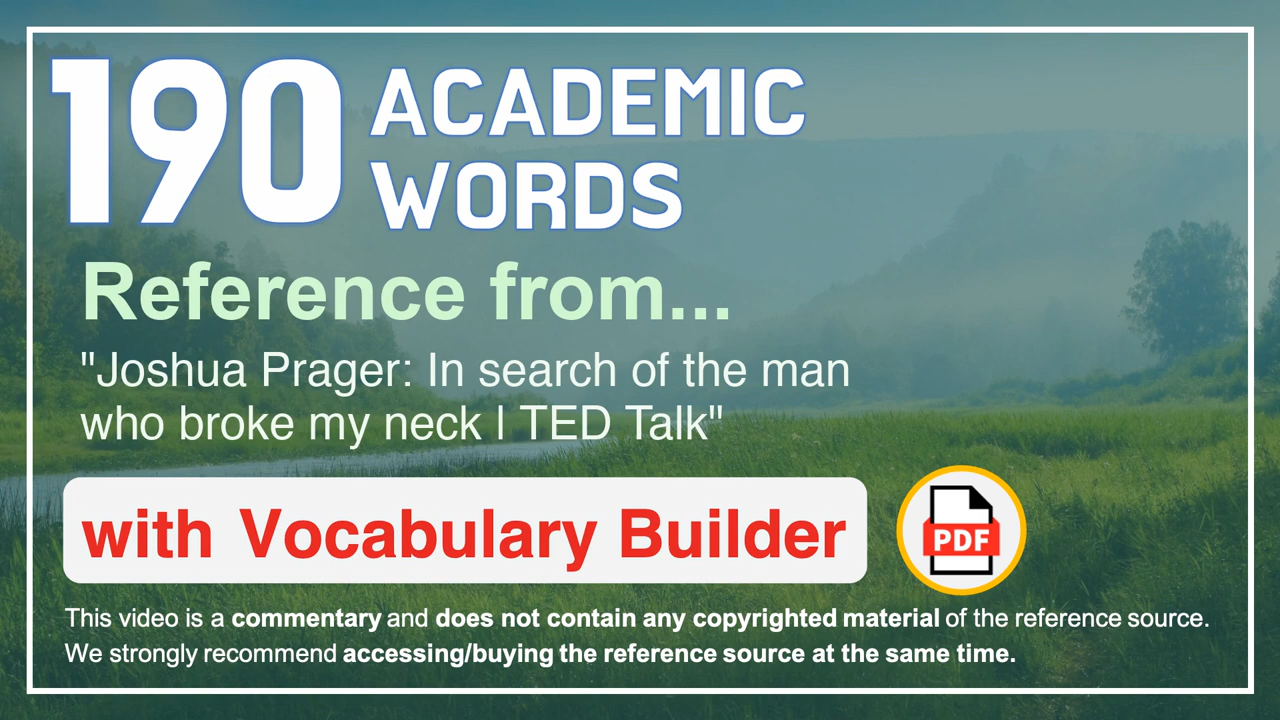 190 ACADEMIC
WORDS
Reference from...
"Joshua Prager: In search of the man
who broke my neck | TED Talk"
with Vocabulary Builder
PDF
This video is a commentary and does not contain any copyrighted material of the reference source.
We strongly recommend accessing/buying the reference source at the same time.